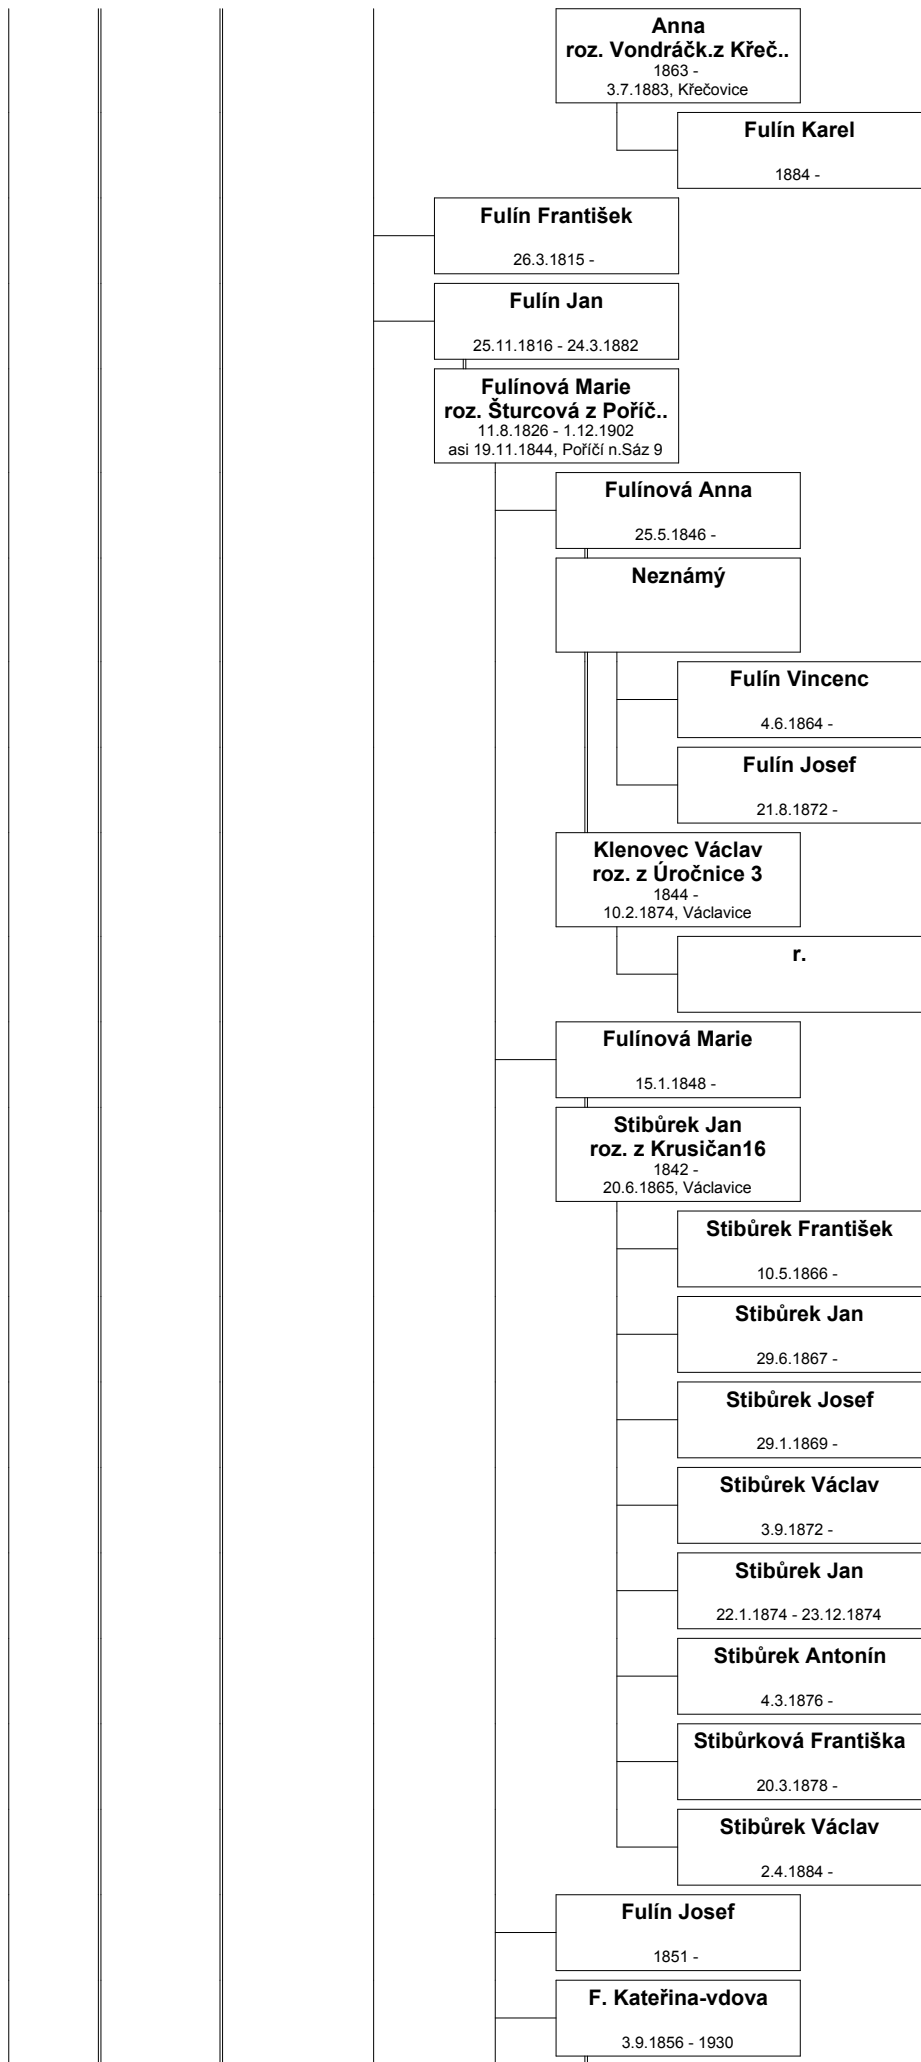 Anna
roz. Vondráčk.z Křeč..
1863 -
3.7.1883, Křečovice
Fulín Karel
1884 -
Fulín František
26.3.1815 -
Fulín Jan
25.11.1816 - 24.3.1882
Fulínová Marie
roz. Šturcová z Poříč..
11.8.1826 - 1.12.1902
asi 19.11.1844, Poříčí n.Sáz 9
Fulínová Anna
25.5.1846 -
Neznámý
Fulín Vincenc
4.6.1864 -
Fulín Josef
21.8.1872 -
Klenovec Václav
roz. z Úročnice 3
1844 -
10.2.1874, Václavice
r.
Fulínová Marie
15.1.1848 -
Stibůrek Jan
roz. z Krusičan16
1842 -
20.6.1865, Václavice
Stibůrek František
10.5.1866 -
Stibůrek Jan
29.6.1867 -
Stibůrek Josef
29.1.1869 -
Stibůrek Václav
3.9.1872 -
Stibůrek Jan
22.1.1874 - 23.12.1874
Stibůrek Antonín
4.3.1876 -
Stibůrková Františka
20.3.1878 -
Stibůrek Václav
2.4.1884 -
Fulín Josef
1851 -
F. Kateřina-vdova
3.9.1856 - 1930